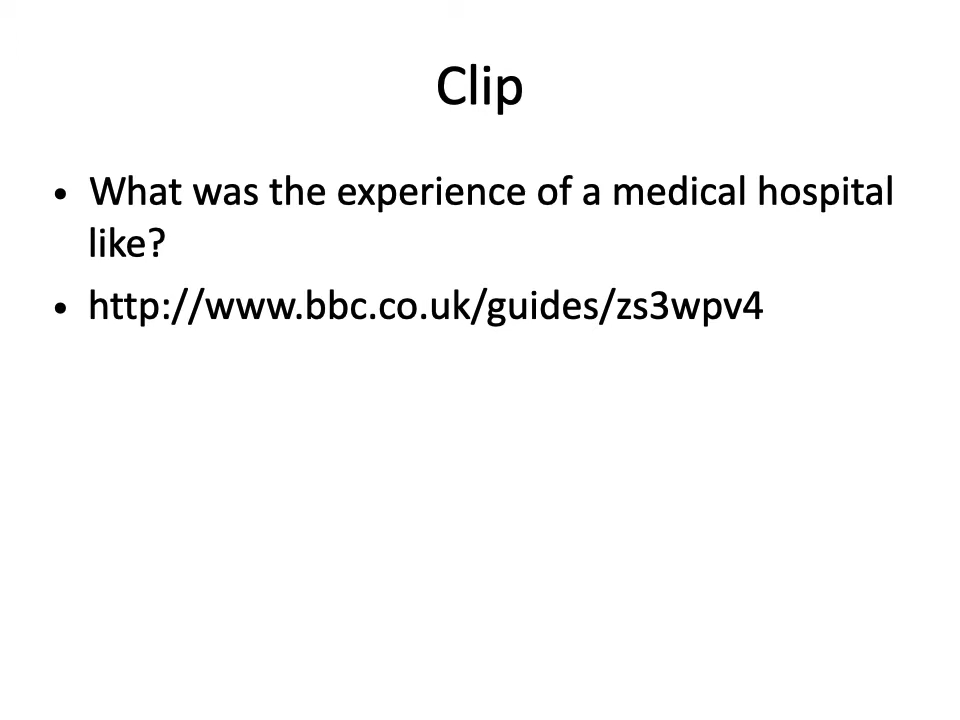 Clip
• What was the experience of a medical hospital
like?
• http://www.bbc.co.uk/guides/zs3wpv4